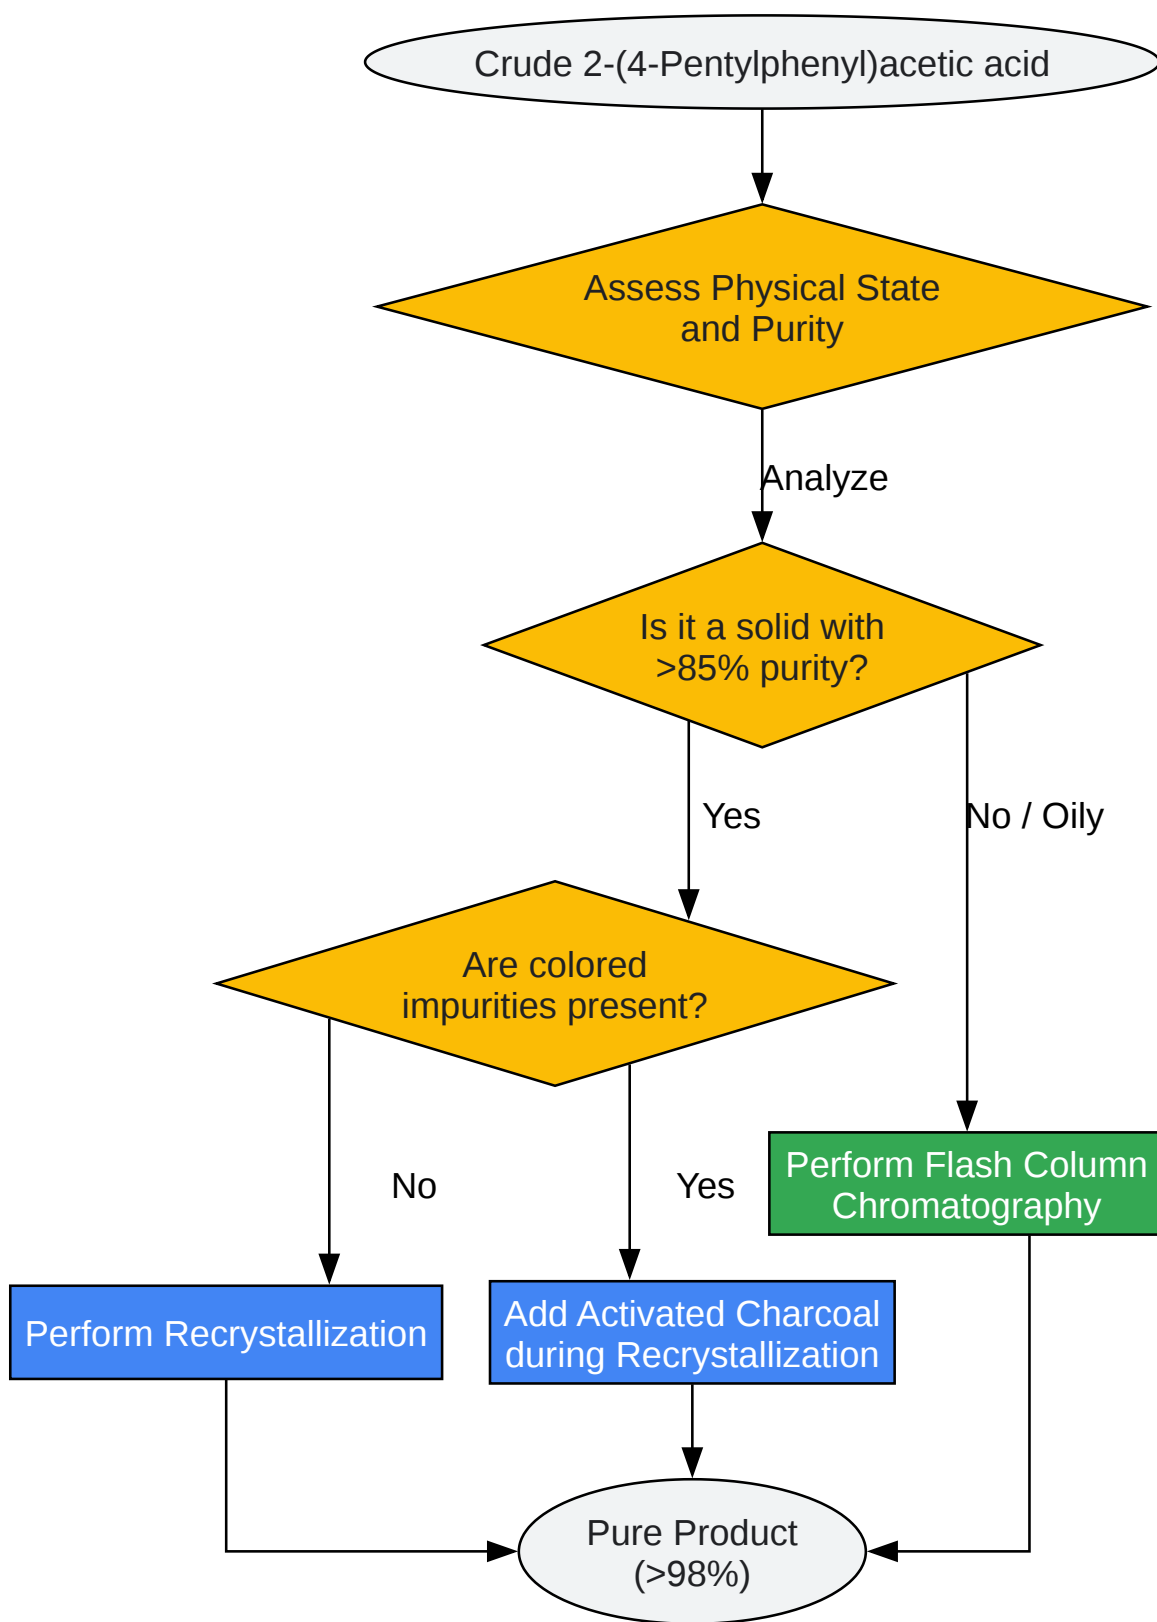 Crude 2-(4-Pentylphenyl)acetic acid
Assess Physical State
and Purity
Analyze
Is it a solid with
>85% purity?
Yes
No / Oily
Are colored
impurities present?
No
Yes
Perform Flash Column
Chromatography
Perform Recrystallization
Add Activated Charcoal
during Recrystallization
Pure Product
(>98%)